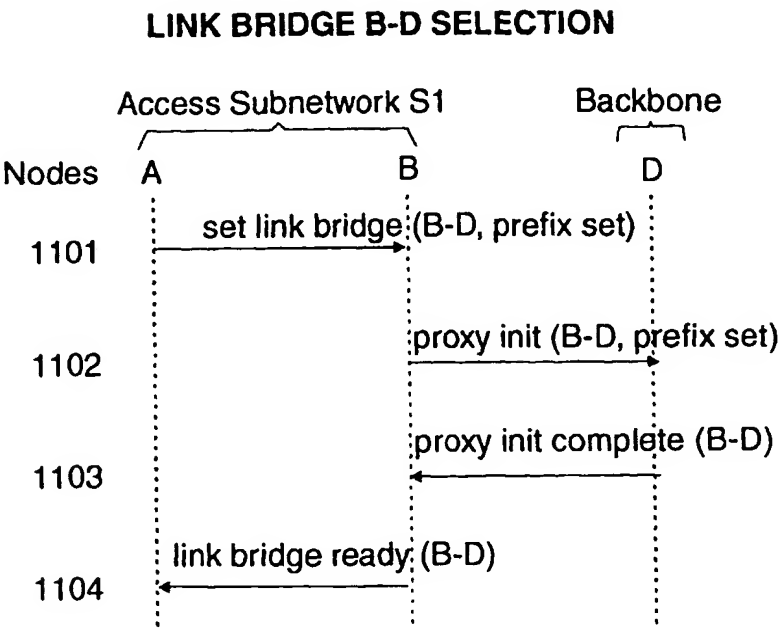 LINK BRIDGE B-D SELECTION
Access Subnetwork S1 Backbone
Nodes A B D
1101 set link bridge (B-D, prefix set)
1102 proxy init (B-D, prefix set)
1103 proxy init complete (B-D)
1104 link bridge ready (B-D)